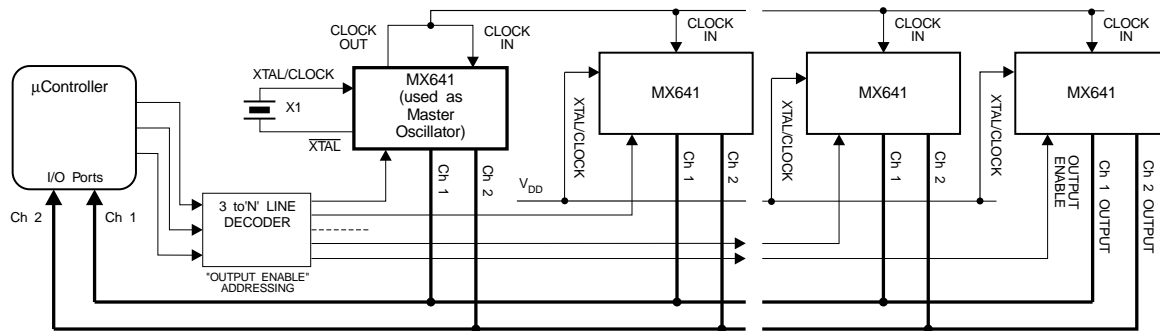 CLOCK
OUT
CLOCK
IN
CLOCK
IN
CLOCK
IN
CLOCK
IN
µController
I/O Ports
Ch 2
Ch 1
XTAL/CLOCK
X1
XTAL
MX641
(used as
Master
Oscillator)
MX641
MX641
MX641
XTAL/CLOCK
XTAL/CLOCK
XTAL/CLOCK
Ch 1
Ch 2
Ch 1
Ch 2
Ch 1
Ch 2
OUTPUT
ENABLE
Ch 1 OUTPUT
Ch 2 OUTPUT
VDD
3 to'N' LINE
DECODER
"OUTPUT ENABLE"
ADDRESSING